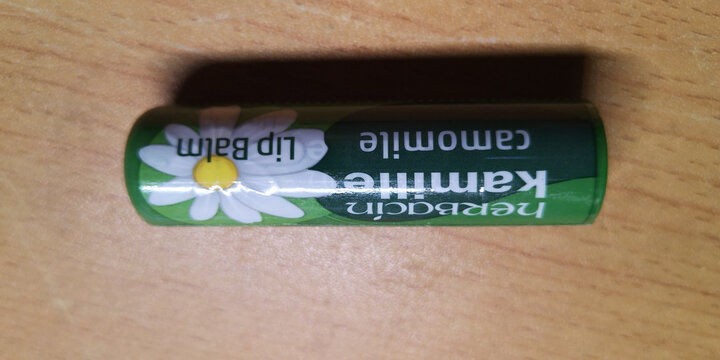 herbacin
kamille
camomile
Lip Balm